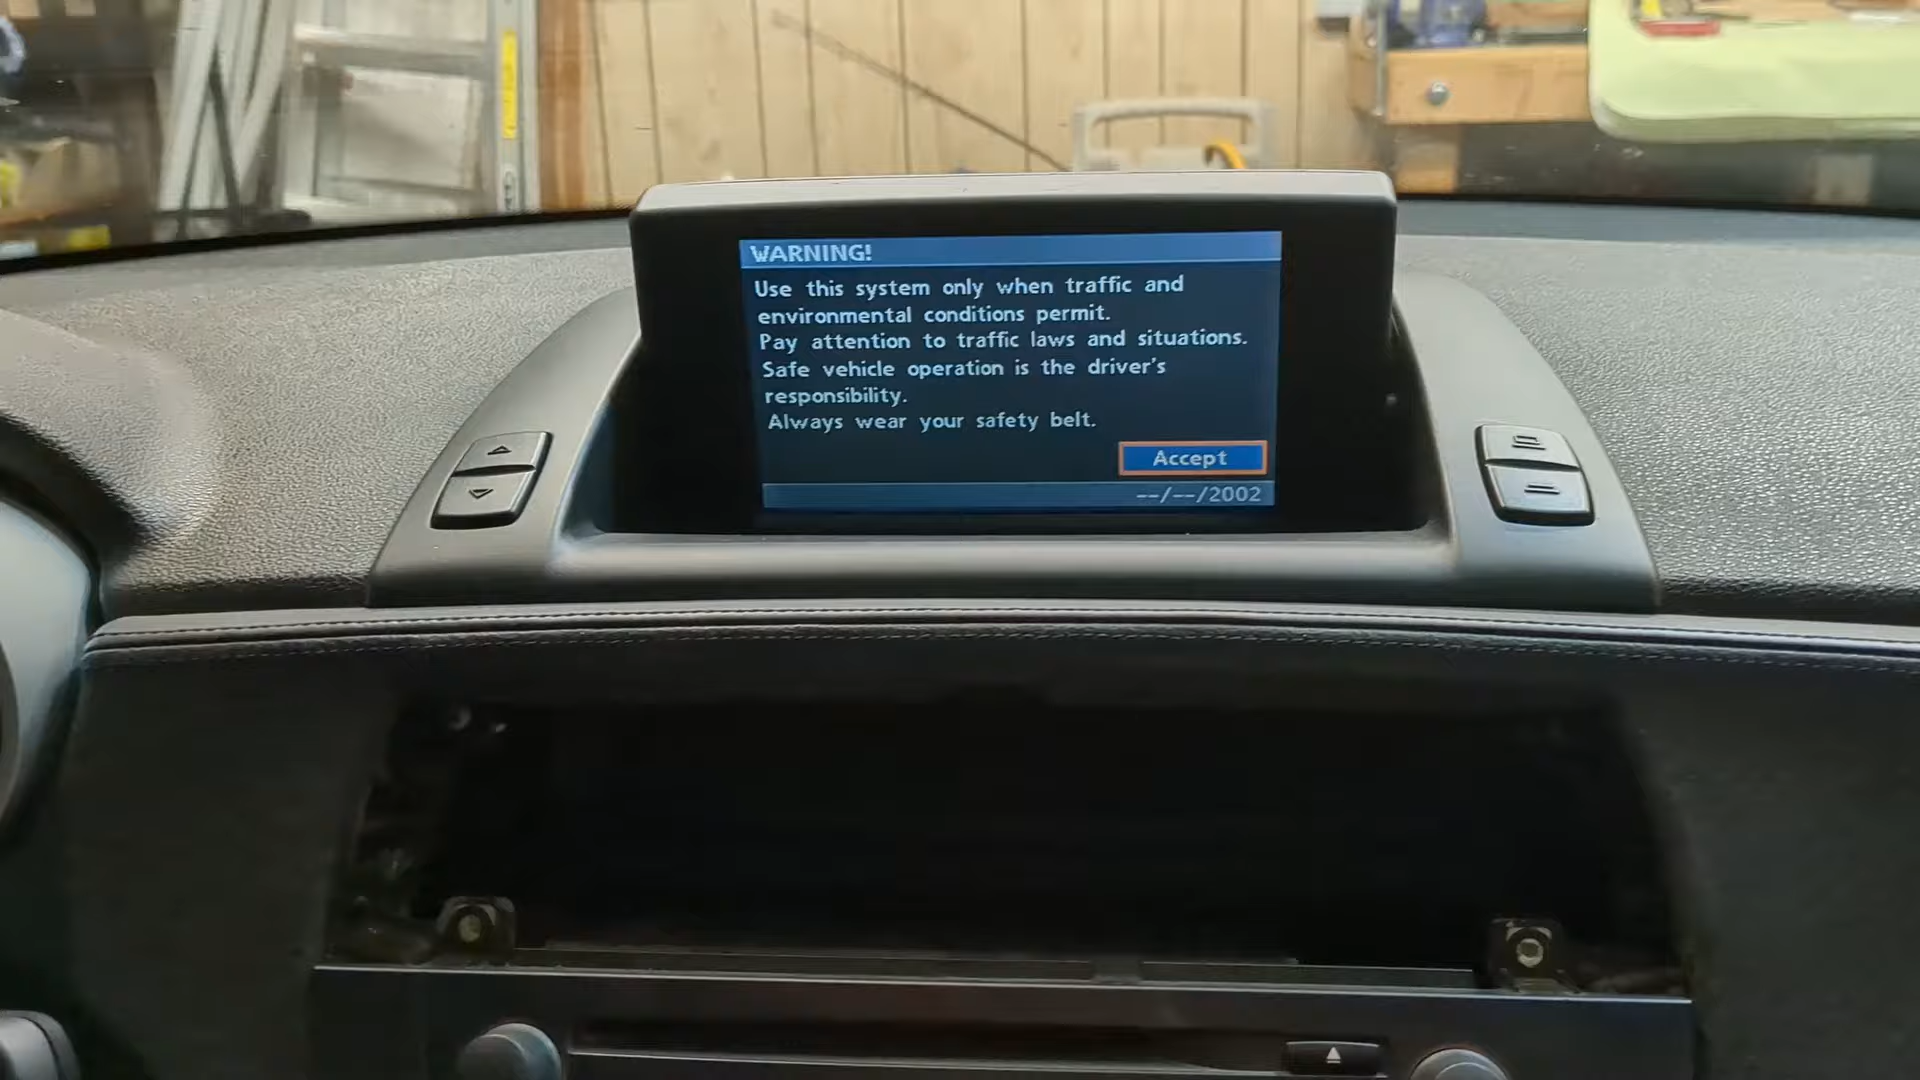 WARNING!
Use this system only when traffic and
environmental conditions permit.
Pay attention to traffic laws and situations.
Safe vehicle operation is the driver's
responsibility.
Always wear your safety belt.
Accept
--/--/2002